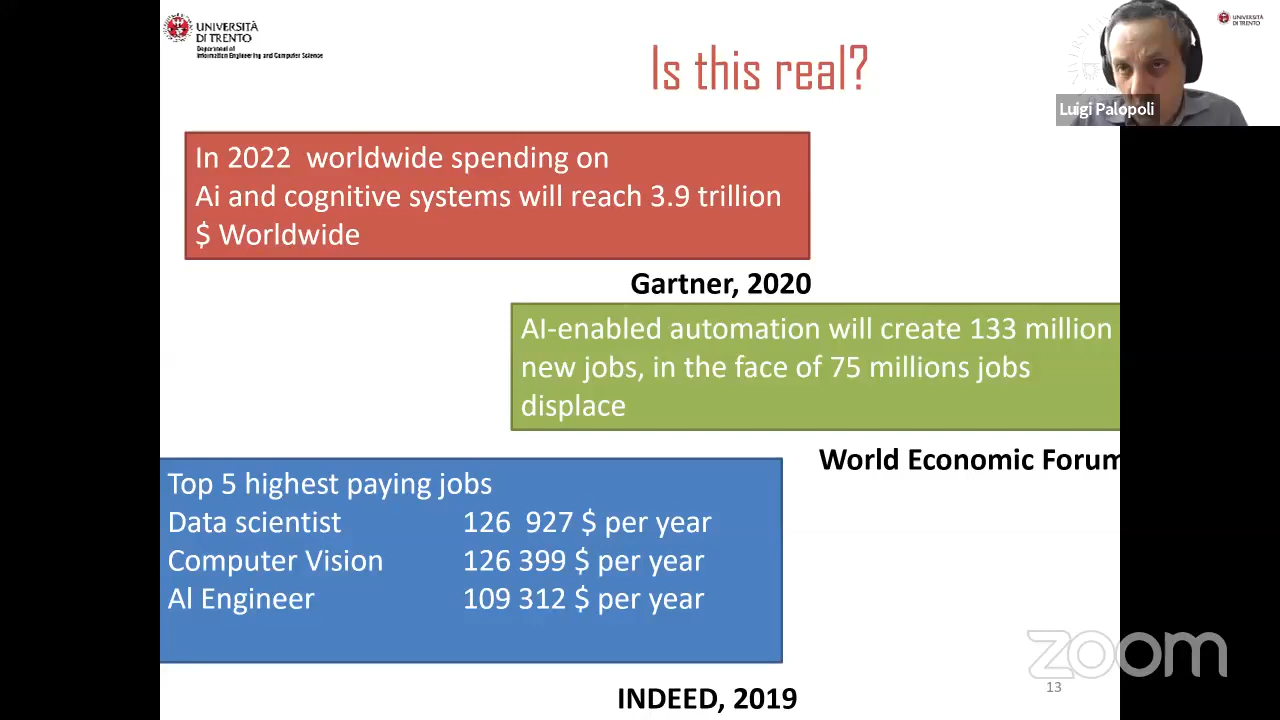 UNIVERSITÀ
DI TRENTO
Department of
Information Engineering and Computer Science
Is this real?
UNIVERSITÀ
DI TRENTO
Luigi Palopoli
In 2022 worldwide spending on
Ai and cognitive systems will reach 3.9 trillion
$ Worldwide
Gartner, 2020
AI-enabled automation will create 133 million
new jobs, in the face of 75 millions jobs
displace
World Economic Forum
Top 5 highest paying jobs
Data scientist 126 927 $ per year
Computer Vision 126 399 $ per year
Al Engineer 109 312 $ per year
INDEED, 2019
zoom
13